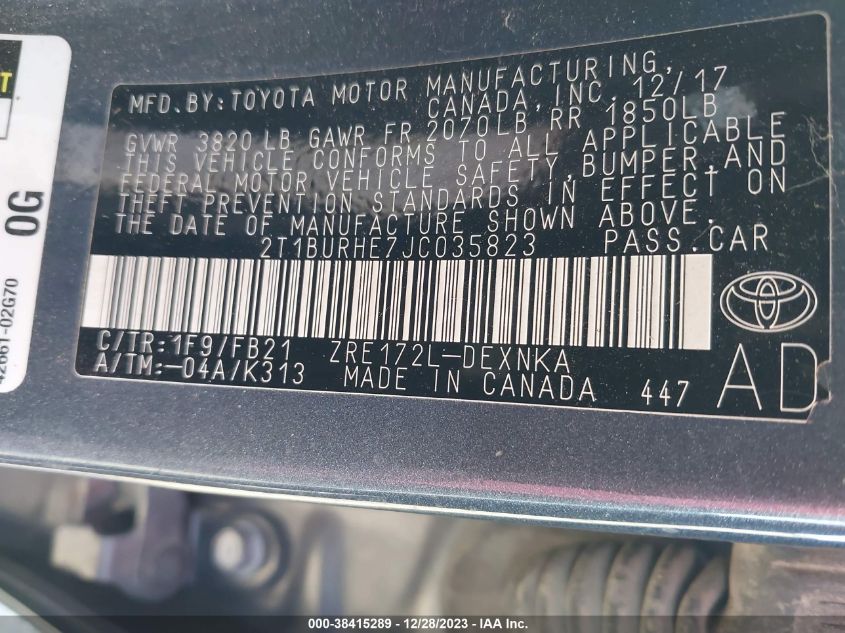 MFD. BY: TOYOTA MOTOR MANUFACTURING,
CANADA, INC. 12/17
GVWR 3820 LB GAWR FR 2070LB RR 1850LB
THIS VEHICLE CONFORMS TO ALL APPLICABLE
FEDERAL MOTOR VEHICLE SAFETY, BUMPER, AND
THEFT PREVENTION STANDARDS IN EFFECT ON
THE DATE OF MANUFACTURE SHOWN ABOVE.
2T1BURHE7JC035823 PASS.CAR
C/TR: 1F9/FB21 ZRE172L-DEXNKA
A/TM:-04A/K313 MADE IN CANADA 447
AD
0G
42661-02G70
000-38415289 - 12/28/2023 - IAA Inc.